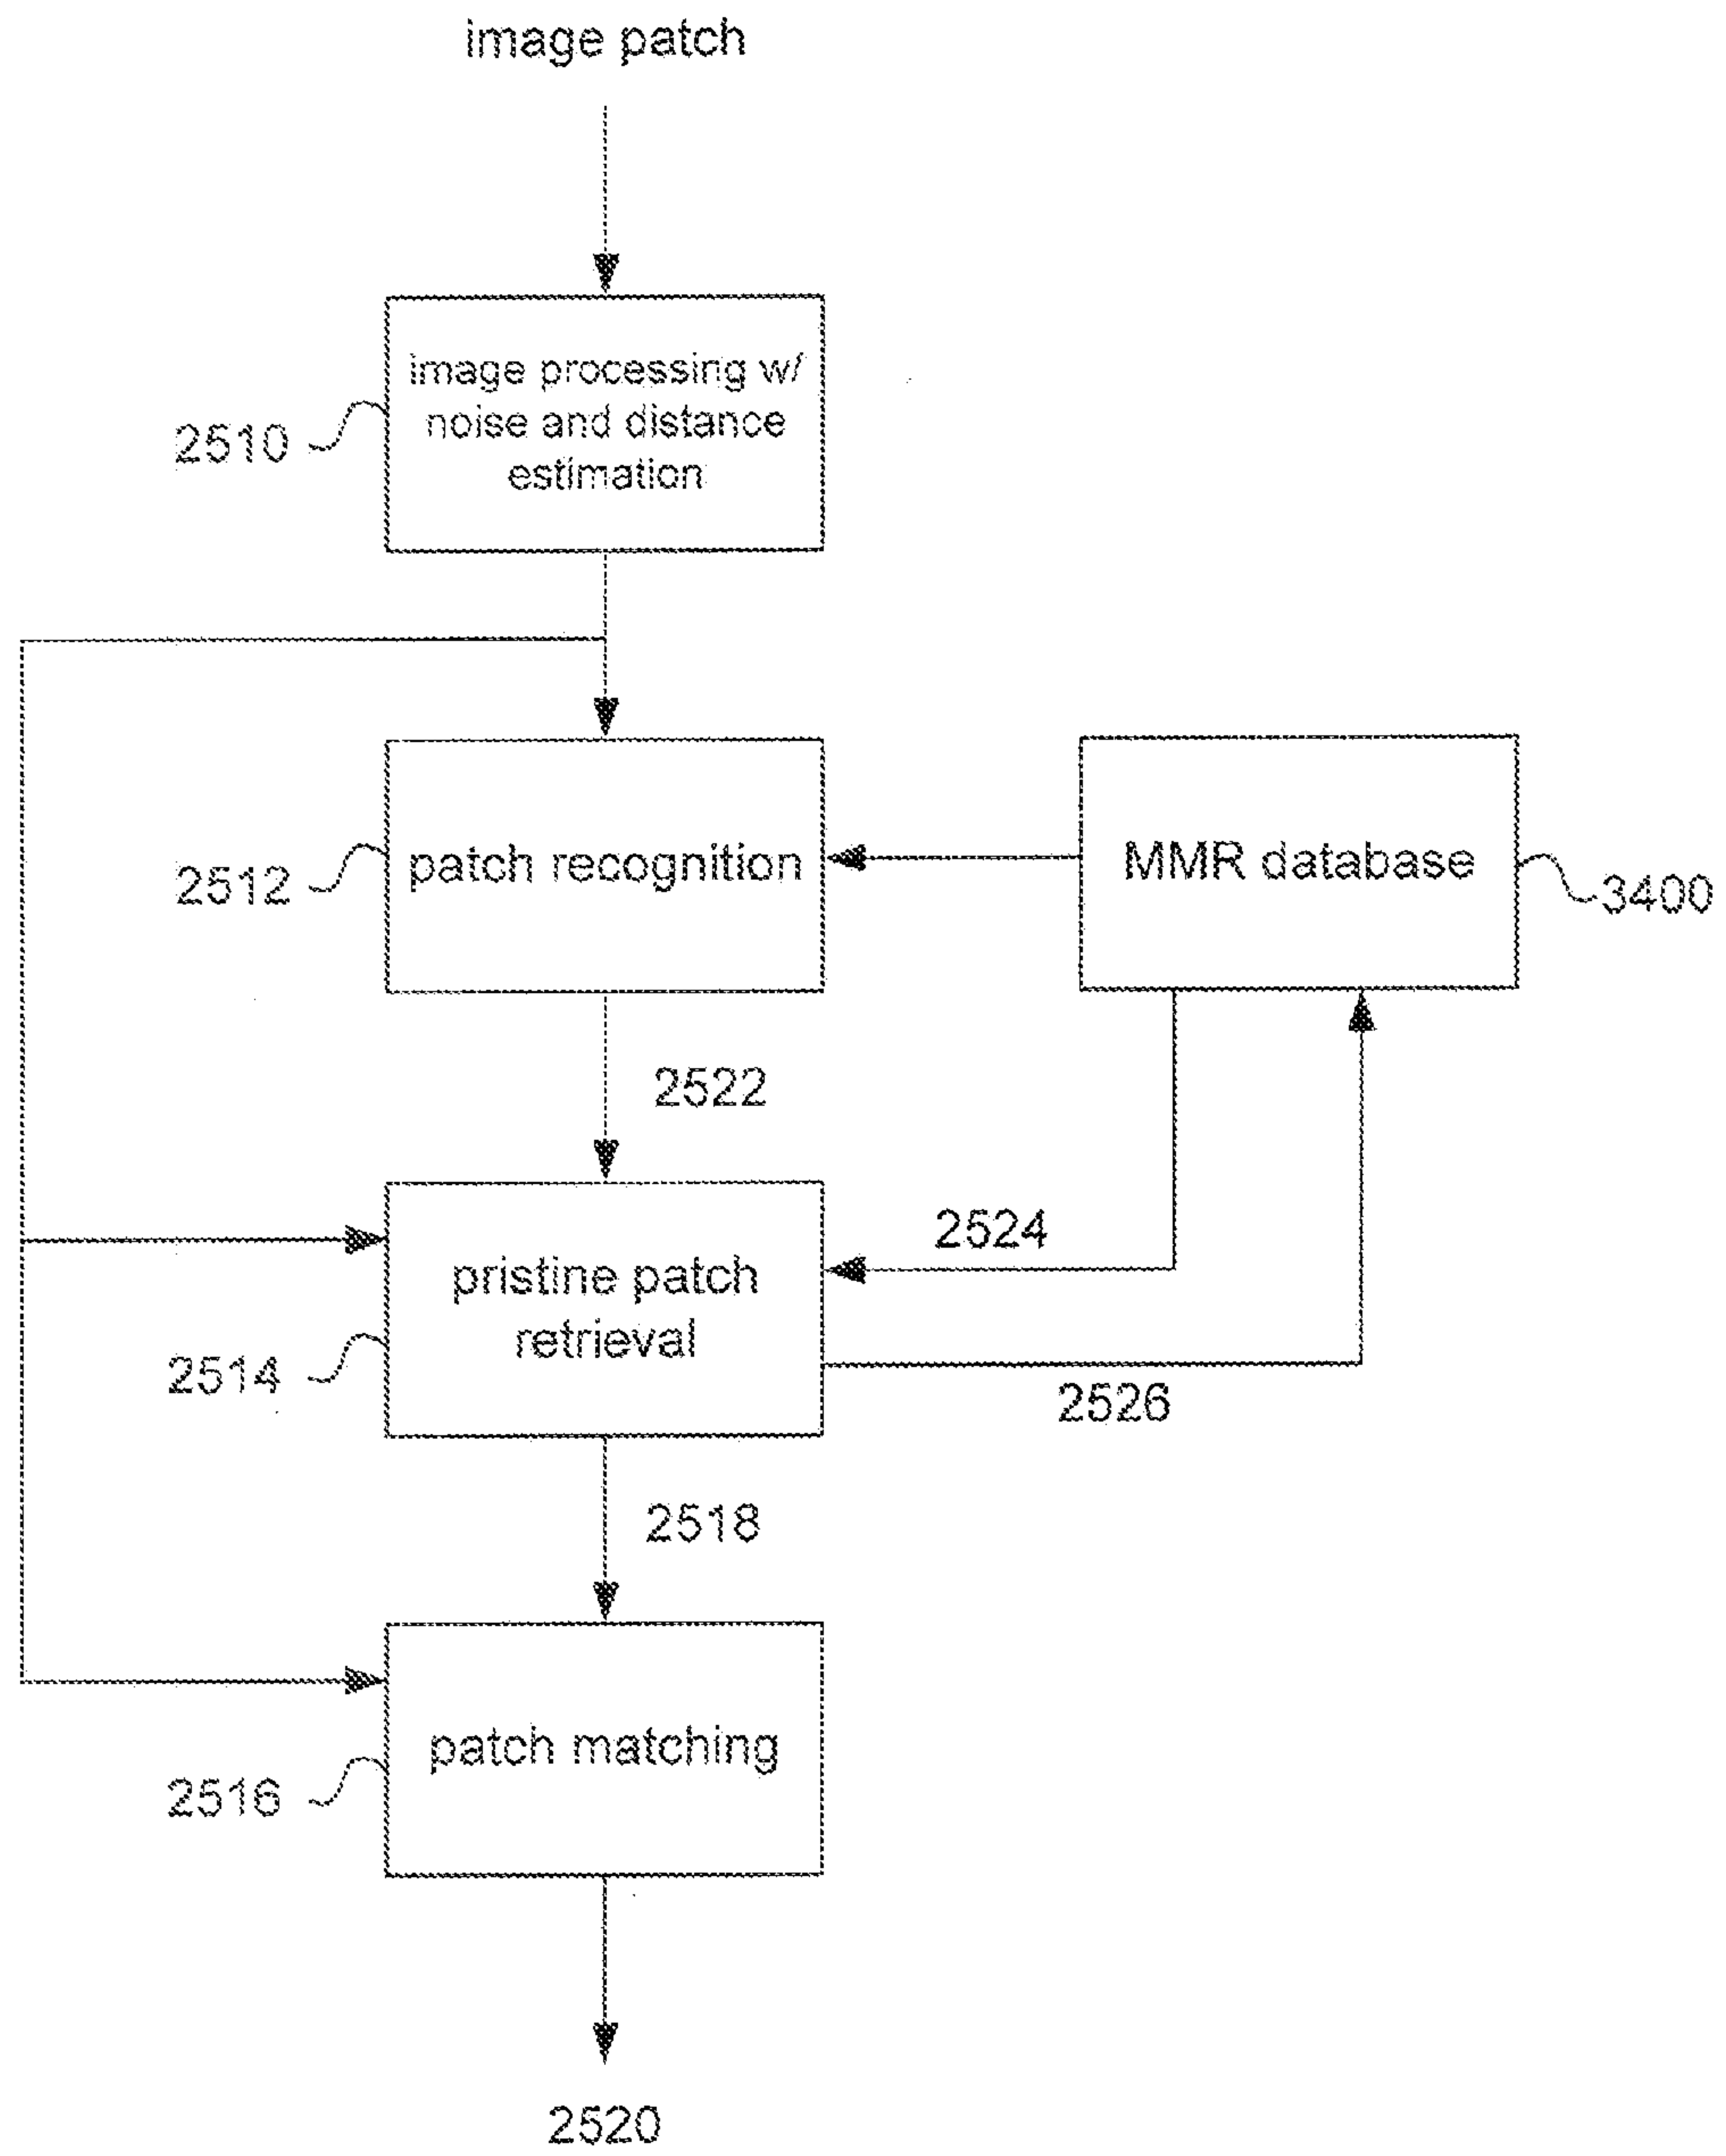 image patch
image processing w/
noise and distance
estimation
2510
patch recognition
2512
MMR database
3400
2522
2524
pristine patch
retrieval
2514
2526
2518
patch matching
2516
2520